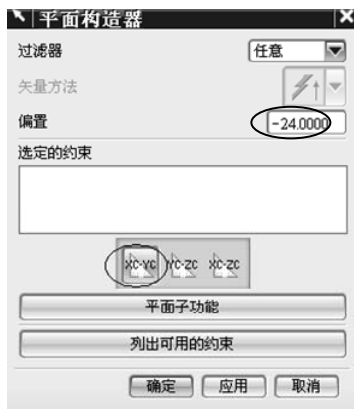 平面构造器
过滤器 任意
矢量方法
偏置 -24.0000
选定的约束
XC-YC YC-ZC XC-ZC
平面子功能
列出可用的约束
确定 应用 取消